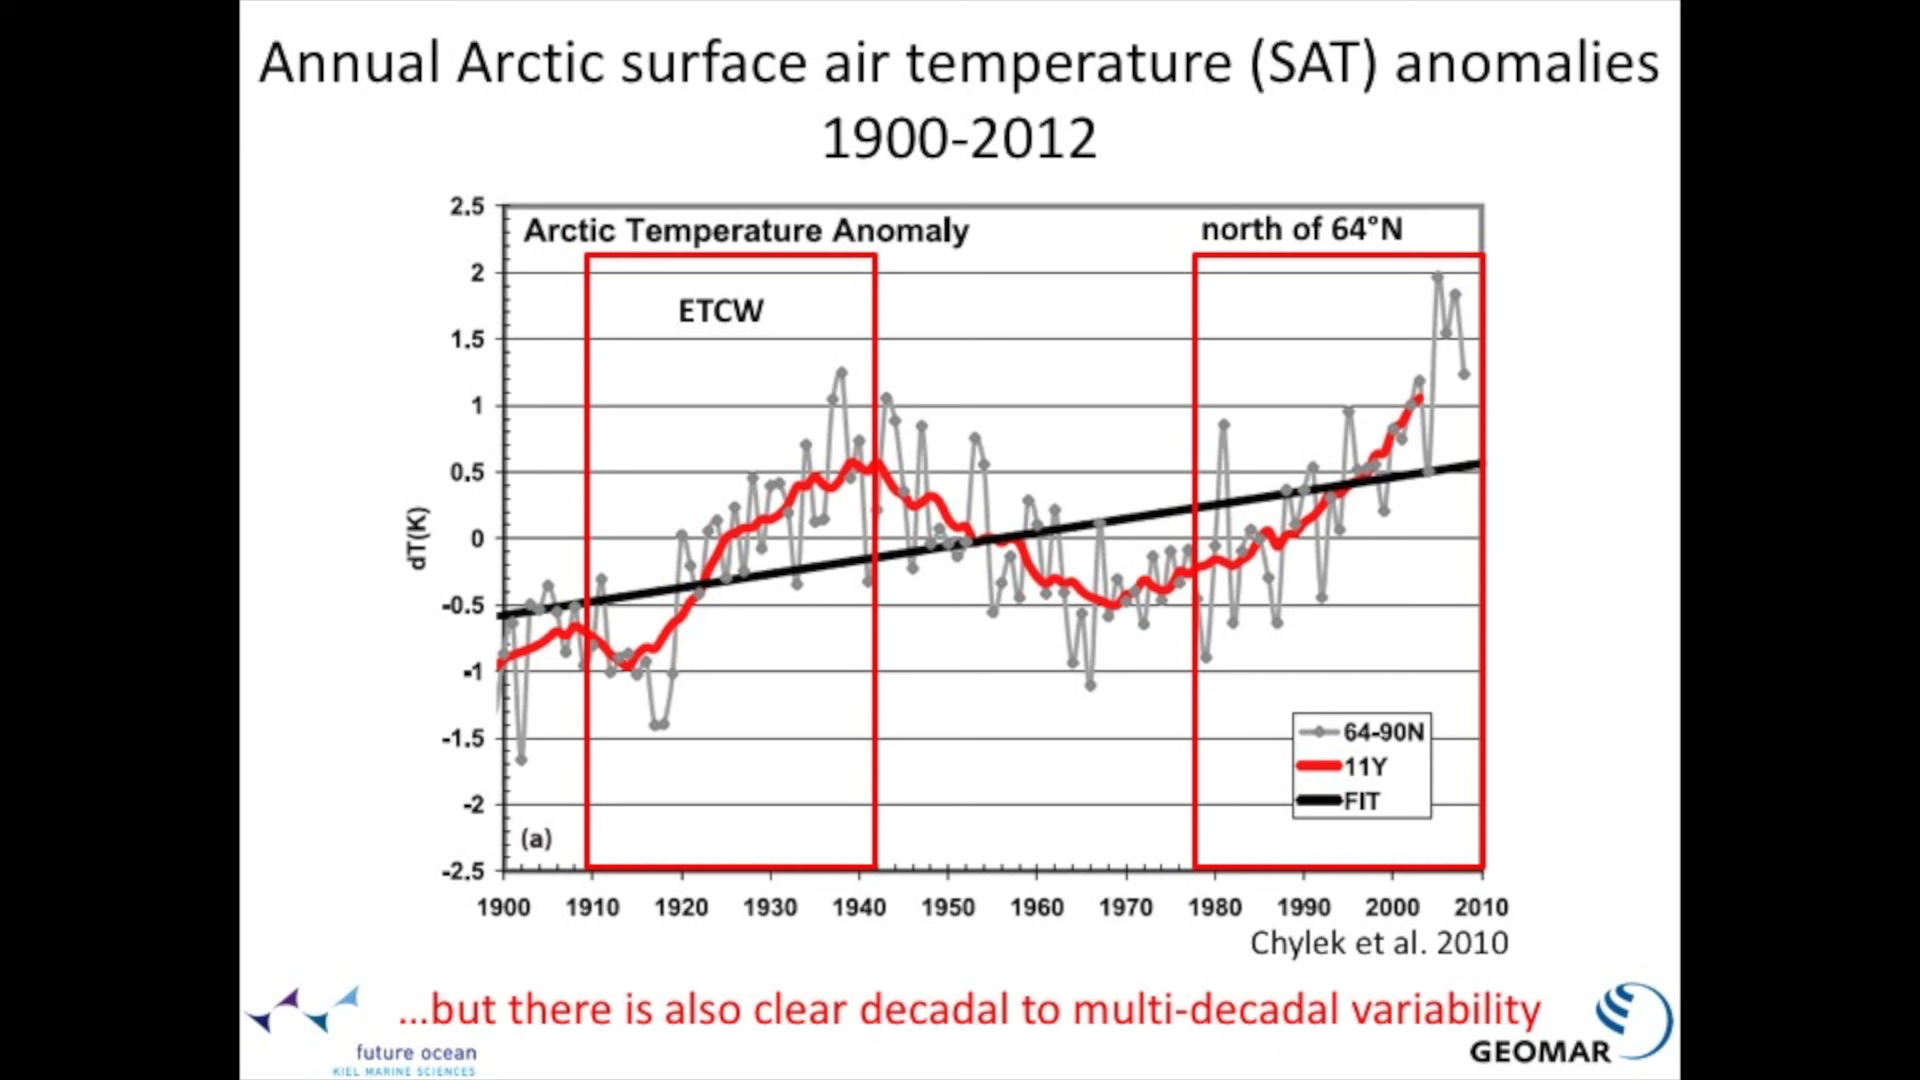 Annual Arctic surface air temperature (SAT) anomalies
1900-2012
Arctic Temperature Anomaly
north of 64°N
ETCW
dT(K)
2.5
2
1.5
1
0.5
0
-0.5
-1
-1.5
-2
-2.5
64-90N
11Y
FIT
(a)
1900 1910 1920 1930 1940 1950 1960 1970 1980 1990 2000 2010
Chylek et al. 2010
...but there is also clear decadal to multi-decadal variability
future ocean
KIEL MARINE SCIENCES
GEOMAR